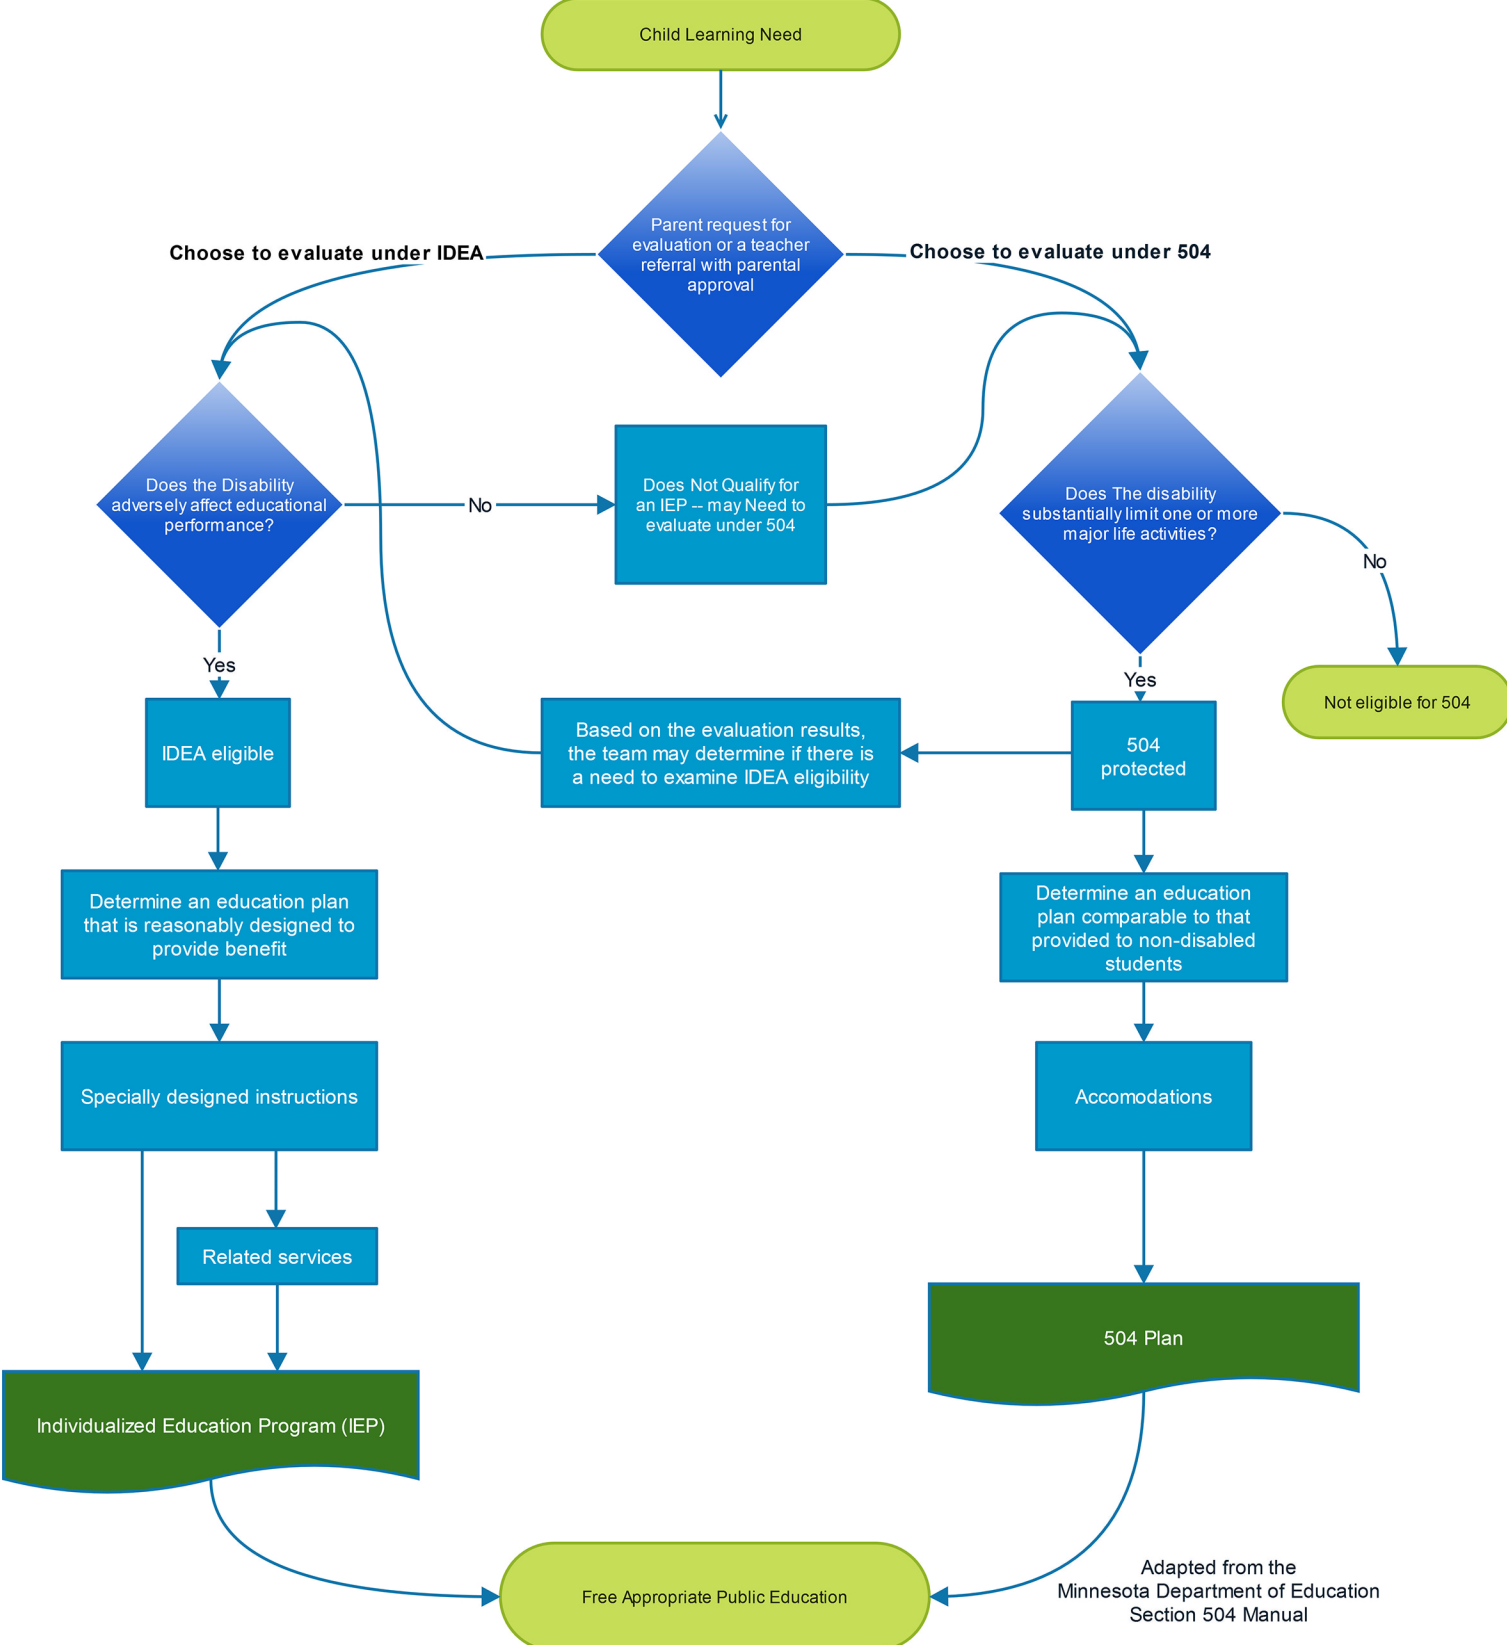 Child Learning Need
Parent request for
evaluation or a teacher
referral with parental
approval
Choose to evaluate under IDEA
Choose to evaluate under 504
Does the Disability
adversely affect educational
performance?
No
Does Not Qualify for
an IEP -- may Need to
evaluate under 504
Does The disability
substantially limit one or more
major life activities?
No
Yes
Yes
Not eligible for 504
IDEA eligible
Based on the evaluation results,
the team may determine if there is
a need to examine IDEA eligibility
504
protected
Determine an education plan
that is reasonably designed to
provide benefit
Determine an education
plan comparable to that
provided to non-disabled
students
Specially designed instructions
Accomodations
Related services
504 Plan
Individualized Education Program (IEP)
Free Appropriate Public Education
Adapted from the
Minnesota Department of Education
Section 504 Manual